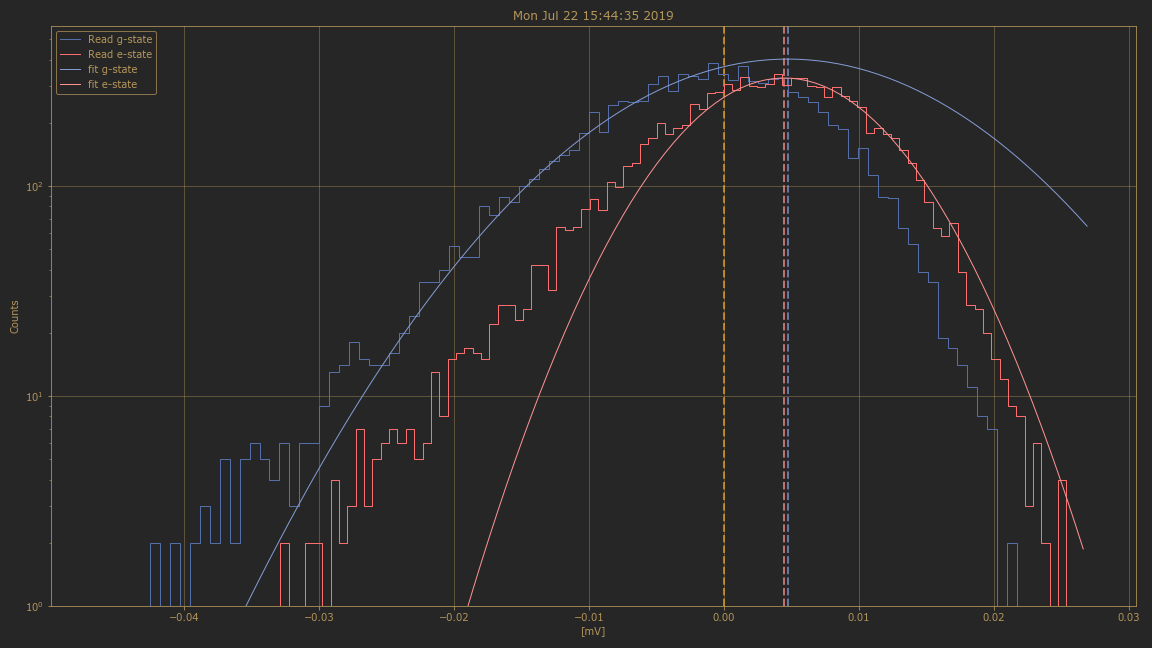 Mon Jul 22 15:44:35 2019
Read g-state
Read e-state
fit g-state
fit e-state
Counts
10²
10¹
10⁰
−0.04 −0.03 −0.02 −0.01 0.00 0.01 0.02 0.03
[mV]